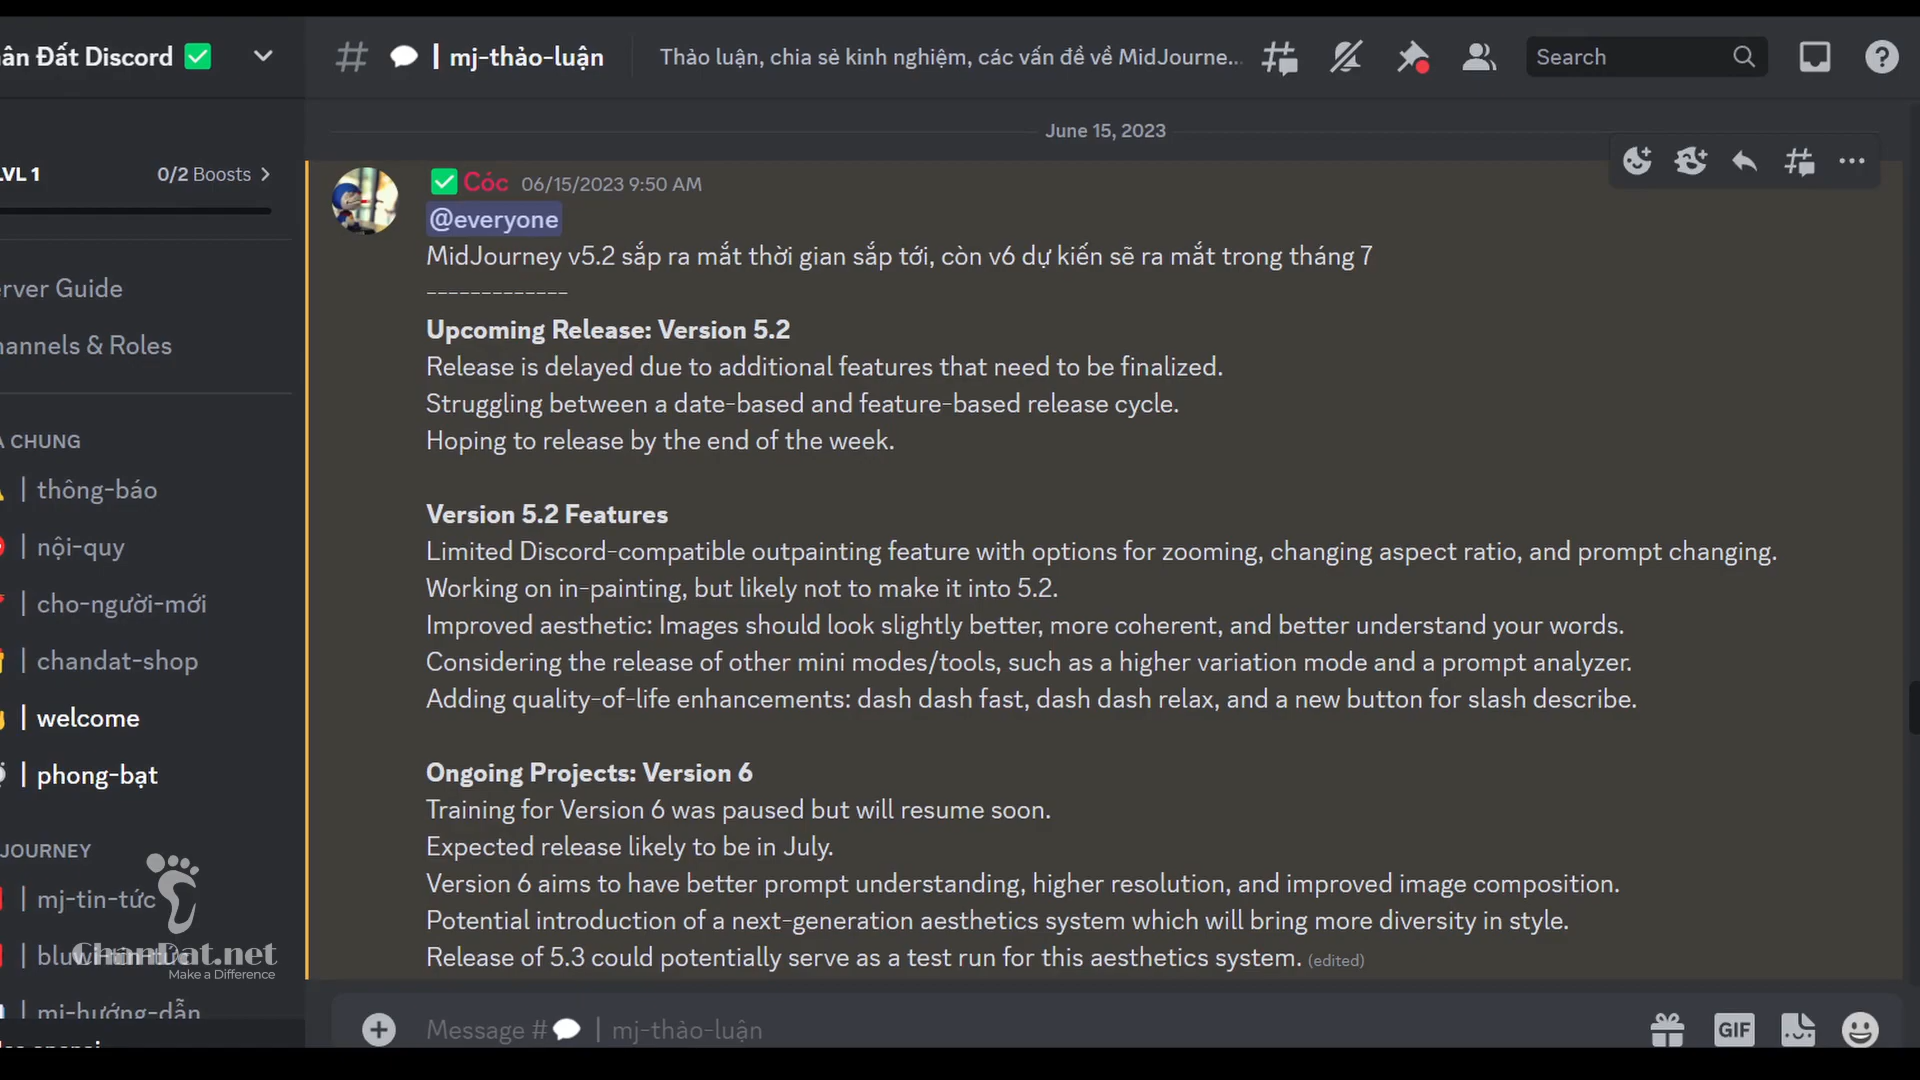 ân Đất Discord
| mj-thảo-luận
Thảo luận, chia sẻ kinh nghiệm, các vấn đề về MidJourne...
Search
LVL 1
0/2 Boosts
erver Guide
hannels & Roles
A CHUNG
| thông-báo
| nội-quy
| cho-người-mới
| chandat-shop
| welcome
| phong-bạt
JOURNEY
| mj-tin-tức
ChanDat.net
Make a Difference
| mj-hướng-dẫn
June 15, 2023
Cóc 06/15/2023 9:50 AM
@everyone
MidJourney v5.2 sắp ra mắt thời gian sắp tới, còn v6 dự kiến sẽ ra mắt trong tháng 7
-------------
Upcoming Release: Version 5.2
Release is delayed due to additional features that need to be finalized.
Struggling between a date-based and feature-based release cycle.
Hoping to release by the end of the week.
Version 5.2 Features
Limited Discord-compatible outpainting feature with options for zooming, changing aspect ratio, and prompt changing.
Working on in-painting, but likely not to make it into 5.2.
Improved aesthetic: Images should look slightly better, more coherent, and better understand your words.
Considering the release of other mini modes/tools, such as a higher variation mode and a prompt analyzer.
Adding quality-of-life enhancements: dash dash fast, dash dash relax, and a new button for slash describe.
Ongoing Projects: Version 6
Training for Version 6 was paused but will resume soon.
Expected release likely to be in July.
Version 6 aims to have better prompt understanding, higher resolution, and improved image composition.
Potential introduction of a next-generation aesthetics system which will bring more diversity in style.
Release of 5.3 could potentially serve as a test run for this aesthetics system. (edited)
Message # | mj-thảo-luận
GIF